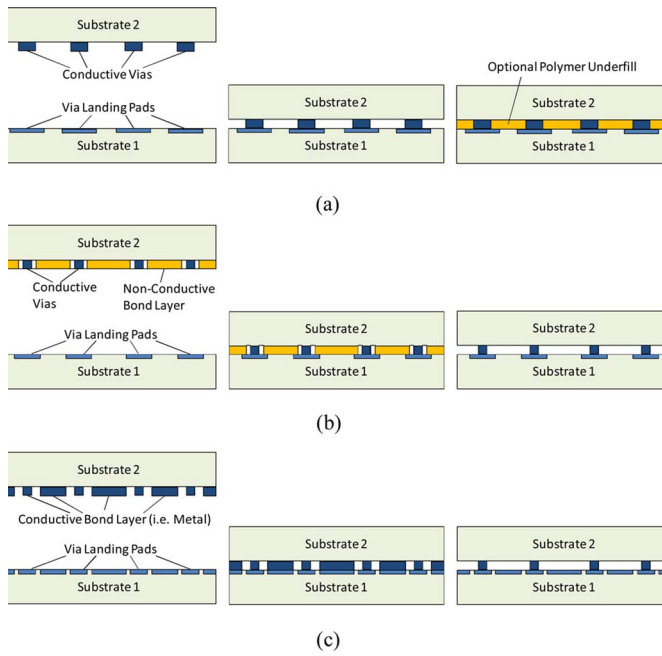 Substrate 2
Conductive Vias
Via Landing Pads
Substrate 1
Substrate 2
Substrate 1
Optional Polymer Underfill
Substrate 2
Substrate 1
(a)
Substrate 2
Conductive
Vias
Non-Conductive
Bond Layer
Via Landing Pads
Substrate 1
Substrate 2
Substrate 1
Substrate 2
Substrate 1
(b)
Substrate 2
Conductive Bond Layer (i.e. Metal)
Via Landing Pads
Substrate 1
Substrate 2
Substrate 1
Substrate 2
Substrate 1
(c)